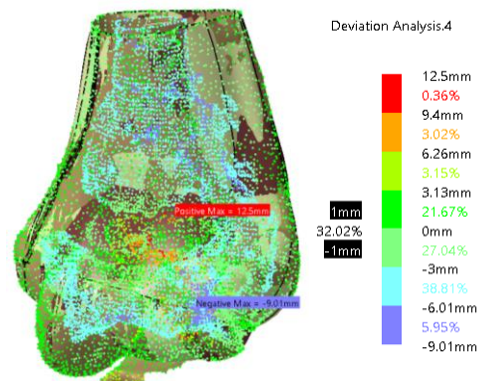 Deviation Analysis.4
12.5mm
0.36%
9.4mm
3.02%
6.26mm
3.15%
3.13mm
Positive Max = 12.5mm
1mm
21.67%
32.02%
0mm
-1mm
27.04%
-3mm
38.81%
Negative Max = -9.01mm
-6.01mm
5.95%
-9.01mm